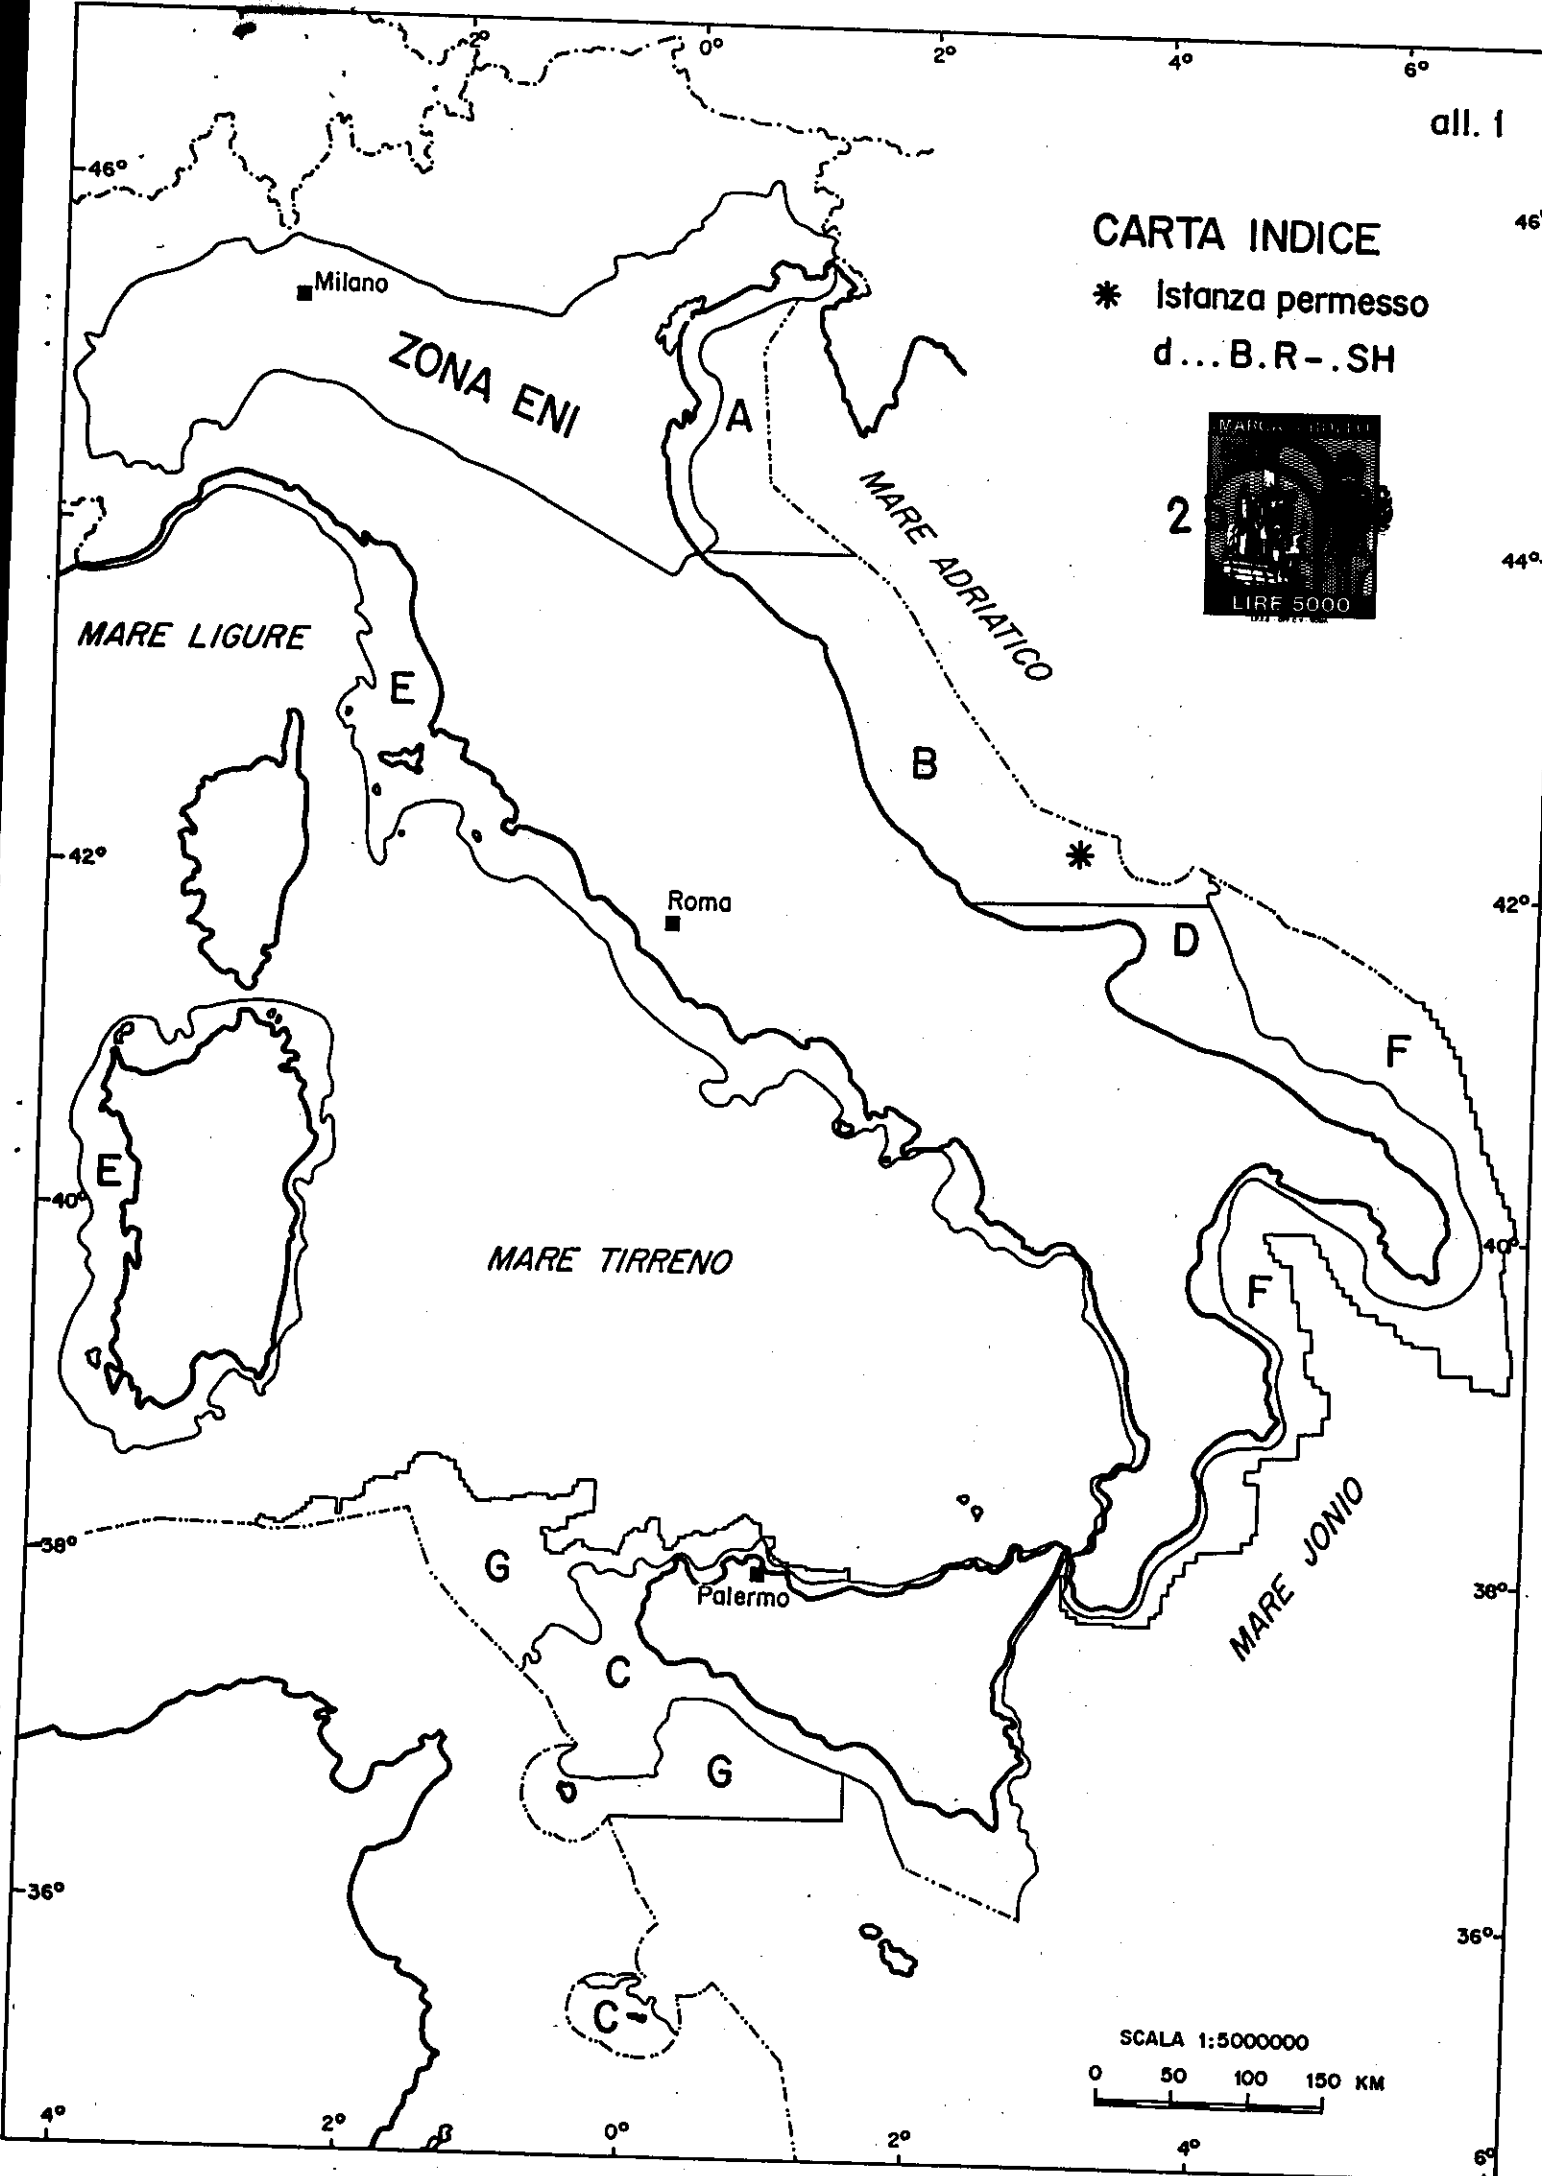 2°
0°
2°
4°
6°
all. 1
46°
46°
CARTA INDICE
* Istanza permesso
d...B.R-.SH
Milano
ZONA ENI
A
MARE ADRIATICO
2
LIRE 5000
44°
MARE LIGURE
E
B
42°
*
Roma
42°
D
F
E
40°
40°
MARE TIRRENO
F
MARE JONIO
38°
G
Palermo
38°
C
G
36°
36°
C
SCALA 1:5000000
0 50 100 150 KM
4°
2°
0°
2°
4°
6°